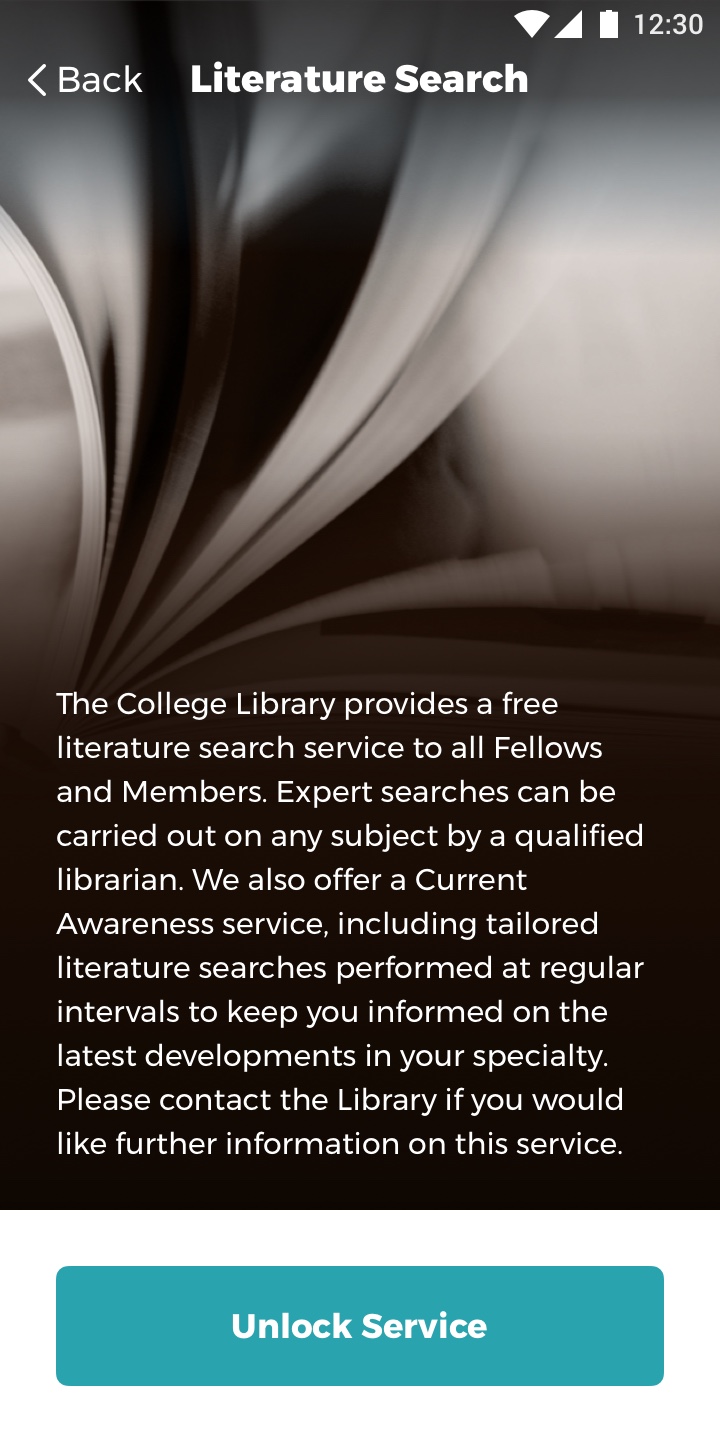 12:30
Back
Literature Search
The College Library provides a free
literature search service to all Fellows
and Members. Expert searches can be
carried out on any subject by a qualified
librarian. We also offer a Current
Awareness service, including tailored
literature searches performed at regular
intervals to keep you informed on the
latest developments in your specialty.
Please contact the Library if you would
like further information on this service.
Unlock Service